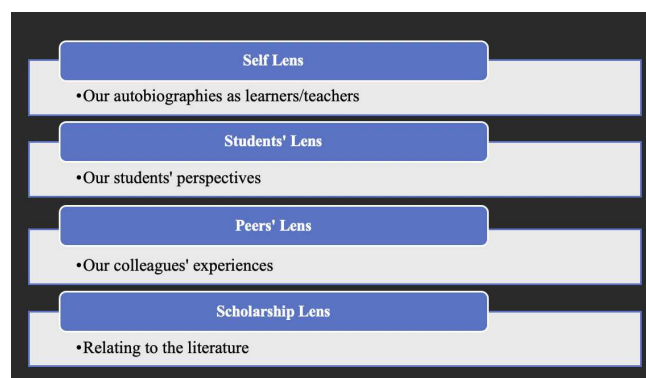 Self Lens
•Our autobiographies as learners/teachers
Students' Lens
•Our students' perspectives
Peers' Lens
•Our colleagues' experiences
Scholarship Lens
•Relating to the literature